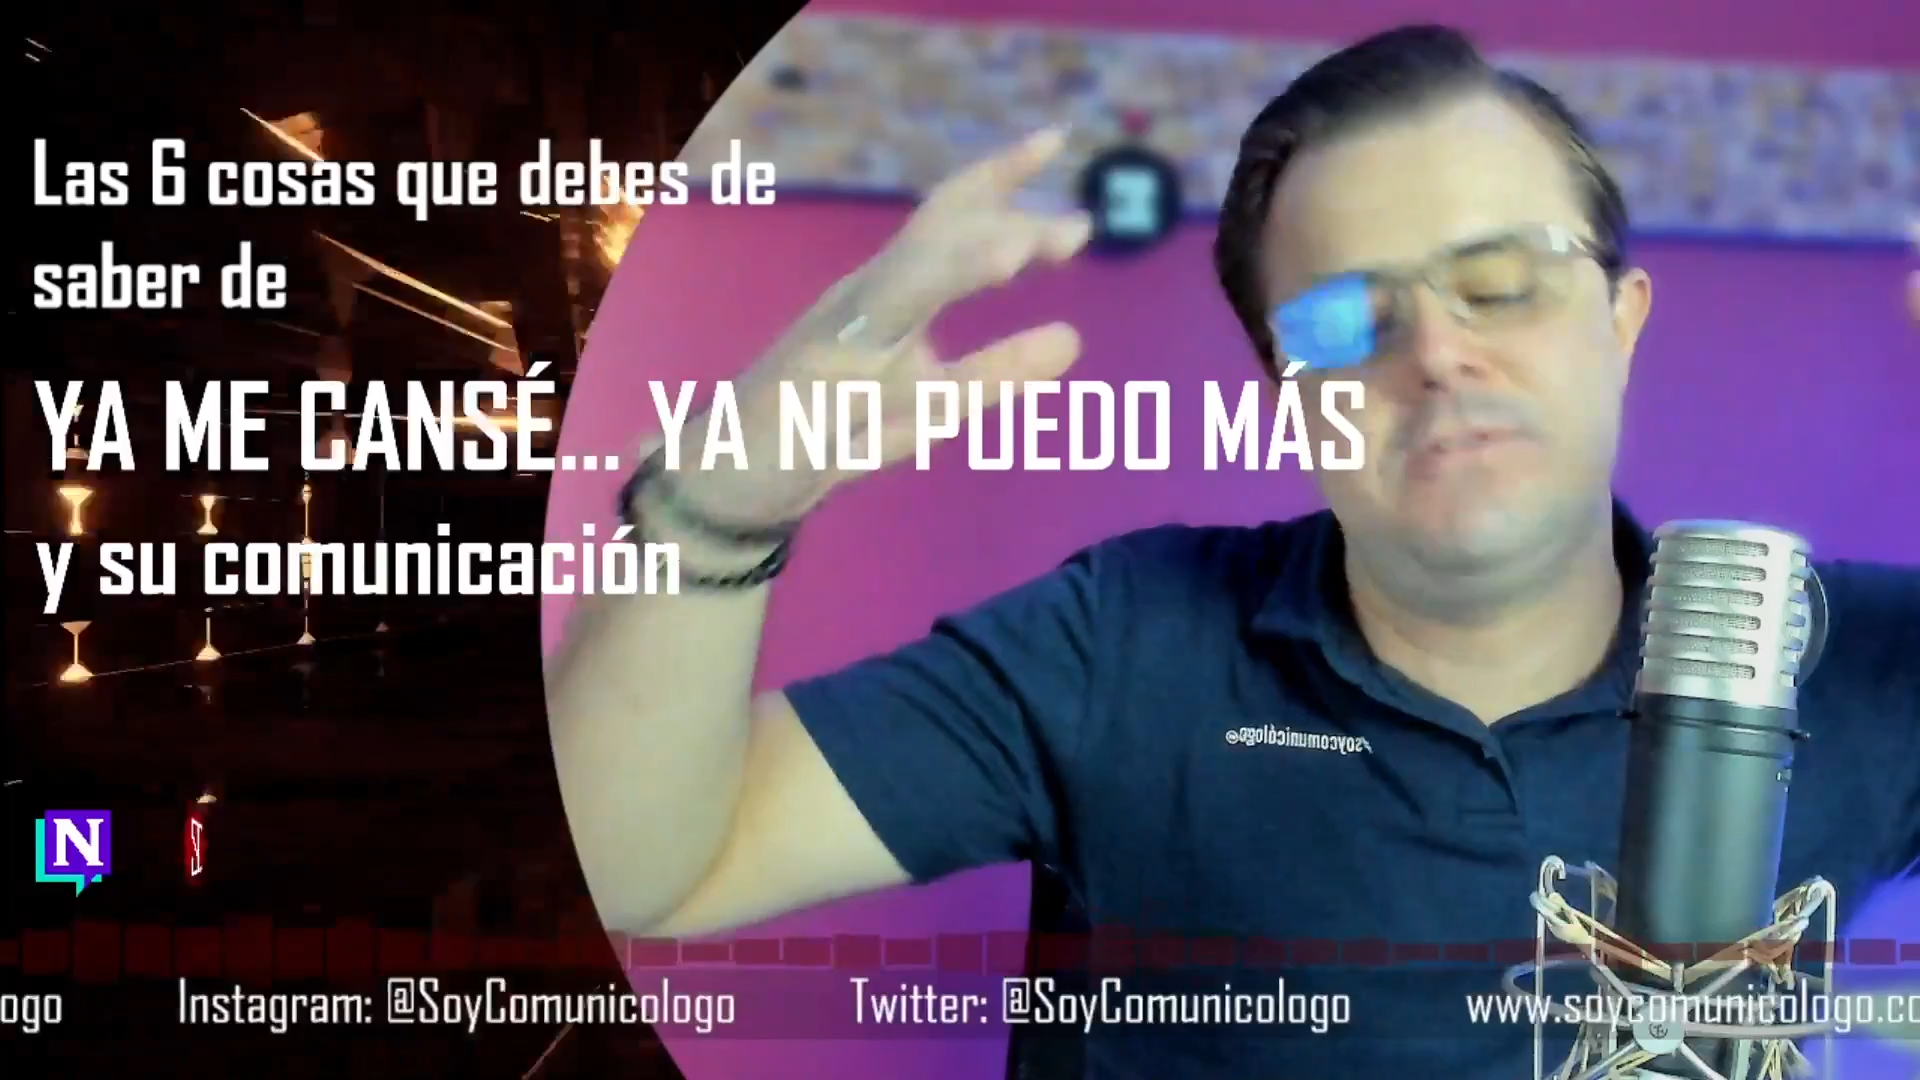 Las 6 cosas que debes de
saber de
YA ME CANSÉ... YA NO PUEDO MÁS
y su comunicación
#soycomunicólogo
N
ogo Instagram: @SoyComunicologo Twitter: @SoyComunicologo www.soycomunicologo.co